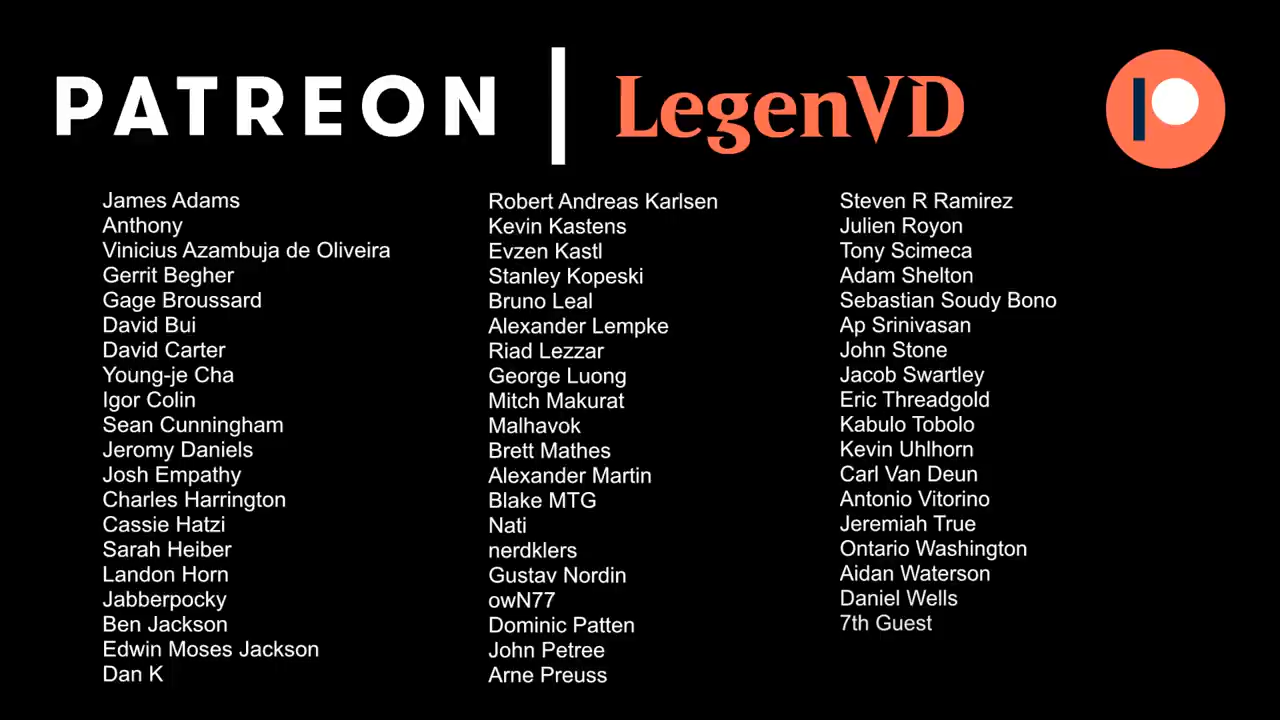 PATREON | LegenVD
James Adams
Anthony
Vinicius Azambuja de Oliveira
Gerrit Begher
Gage Broussard
David Bui
David Carter
Young-je Cha
Igor Colin
Sean Cunningham
Jeromy Daniels
Josh Empathy
Charles Harrington
Cassie Hatzi
Sarah Heiber
Landon Horn
Jabberpocky
Ben Jackson
Edwin Moses Jackson
Dan K
Robert Andreas Karlsen
Kevin Kastens
Evzen Kastl
Stanley Kopeski
Bruno Leal
Alexander Lempke
Riad Lezzar
George Luong
Mitch Makurat
Malhavok
Brett Mathes
Alexander Martin
Blake MTG
Nati
nerdklers
Gustav Nordin
owN77
Dominic Patten
John Petree
Arne Preuss
Steven R Ramirez
Julien Royon
Tony Scimeca
Adam Shelton
Sebastian Soudy Bono
Ap Srinivasan
John Stone
Jacob Swartley
Eric Threadgold
Kabulo Tobolo
Kevin Uhlhorn
Carl Van Deun
Antonio Vitorino
Jeremiah True
Ontario Washington
Aidan Waterson
Daniel Wells
7th Guest